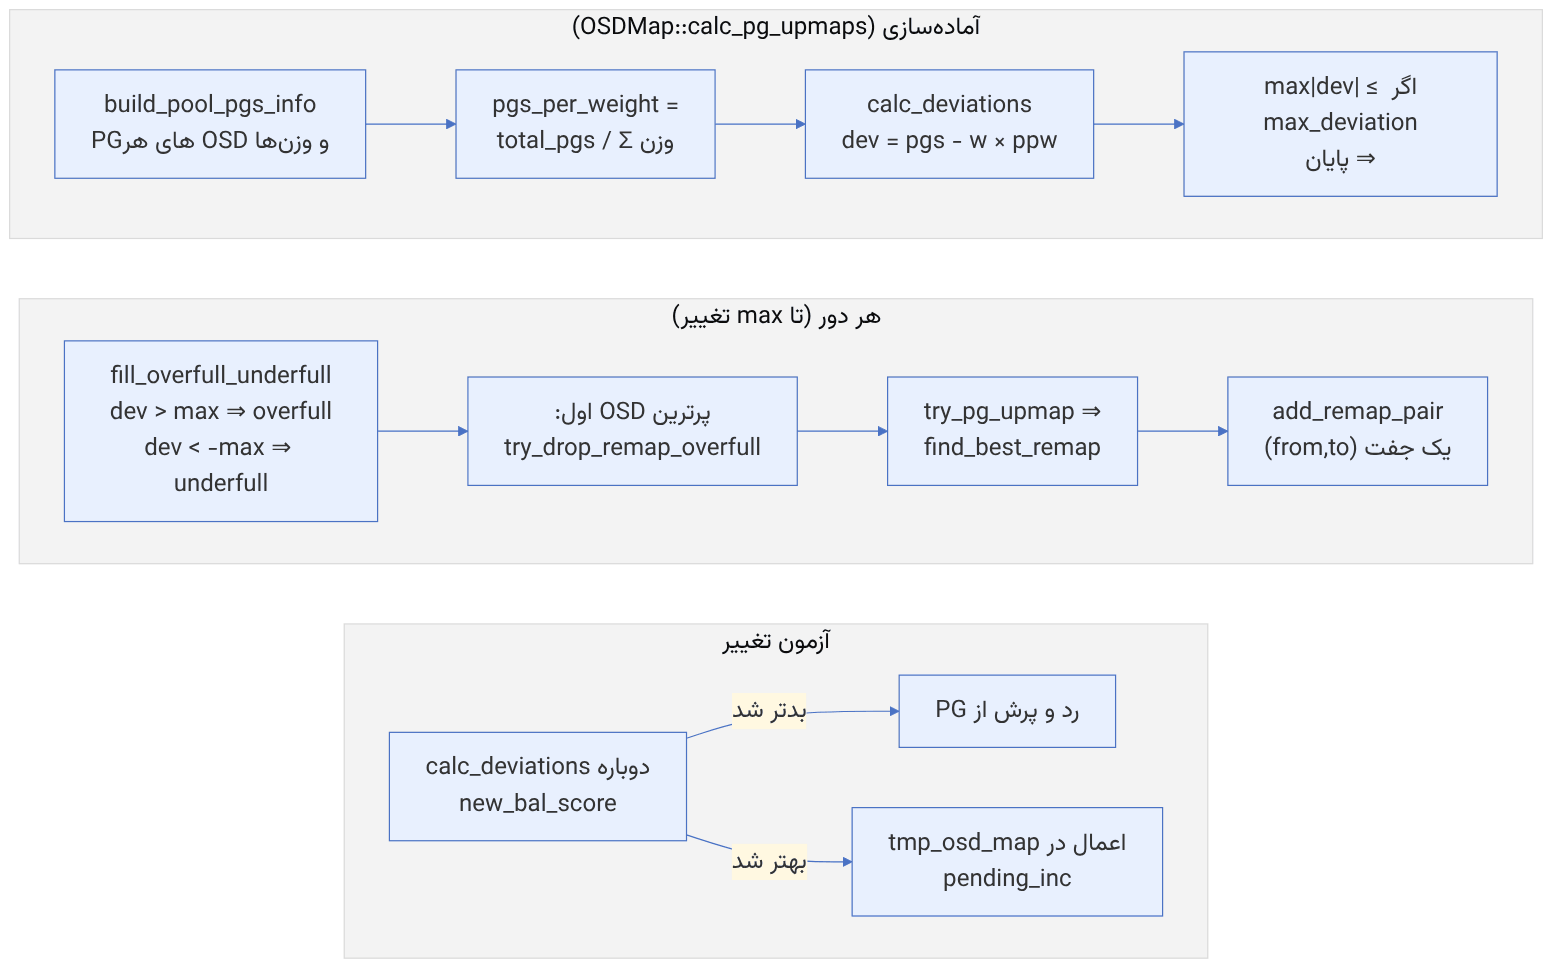 آماده‌سازی (OSDMap::calc_pg_upmaps)
build_pool_pgs_info
PGهای هر OSD و وزن‌ها
pgs_per_weight =
total_pgs / Σ وزن
calc_deviations
dev = pgs - w × ppw
اگر max|dev| ≤
max_deviation
⇒ پایان
هر دور (تا max تغییر)
fill_overfull_underfull
dev > max ⇒ overfull
dev < -max ⇒
underfull
پرترین OSD اول:
try_drop_remap_overfull
try_pg_upmap ⇒
find_best_remap
add_remap_pair
یک جفت (from,to)
آزمون تغییر
calc_deviations دوباره
new_bal_score
بدتر شد
رد و پرش از PG
بهتر شد
اعمال در tmp_osd_map
pending_inc